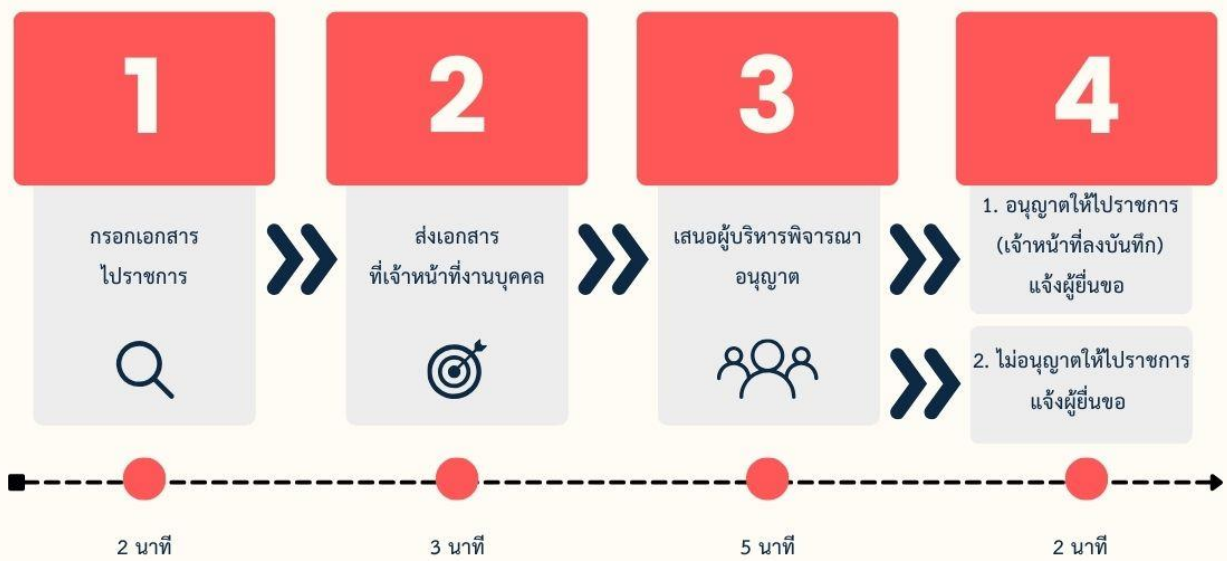 1
กรอกเอกสาร
ไปราชการ
2 นาที
2
ส่งเอกสาร
ที่เจ้าหน้าที่งานบุคคล
3 นาที
3
เสนอผู้บริหารพิจารณา
อนุญาต
5 นาที
4
1. อนุญาตให้ไปราชการ
(เจ้าหน้าที่ลงบันทึก)
แจ้งผู้ยื่นขอ
2. ไม่อนุญาตให้ไปราชการ
แจ้งผู้ยื่นขอ
2 นาที